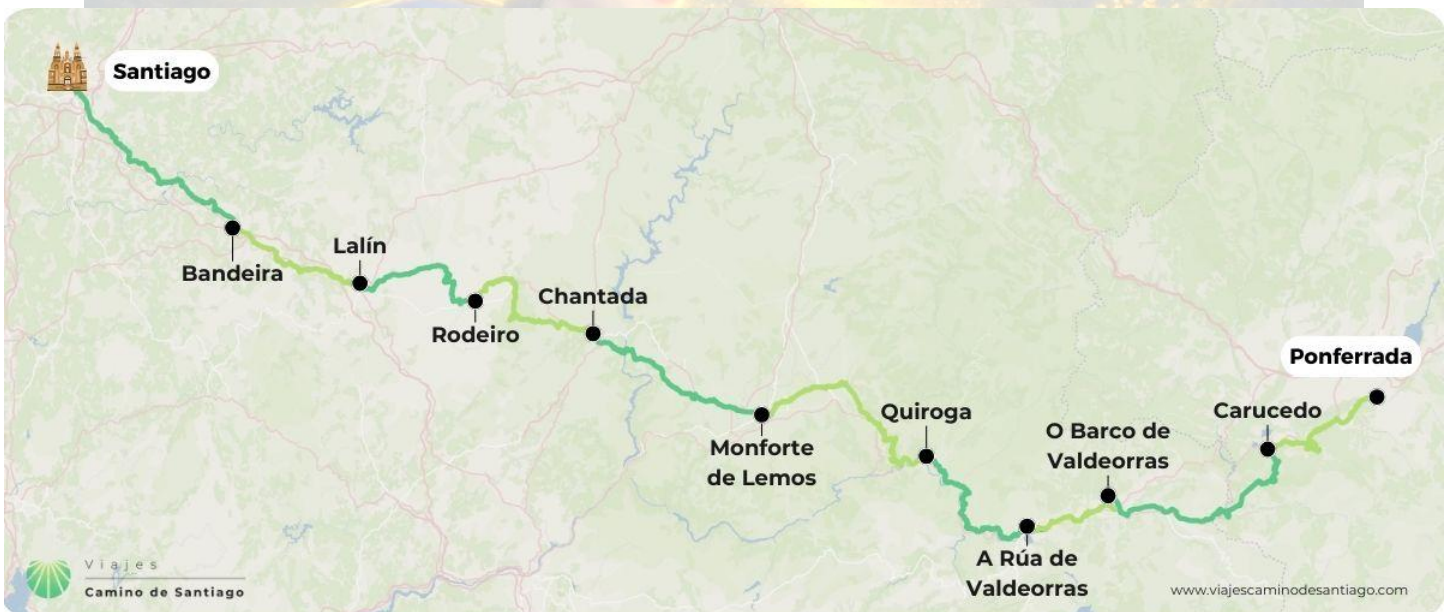 Santiago
Bandeira
Lalín
Rodeiro
Chantada
Monforte
de Lemos
Quiroga
A Rúa de
Valdeorras
O Barco de
Valdeorras
Carucedo
Ponferrada
Viajes
Camino de Santiago
www.viajescaminodesantiago.com